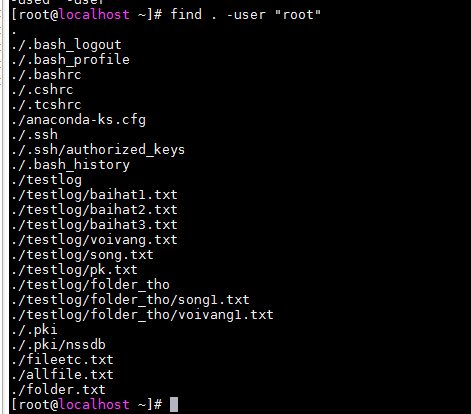 -used -user
[root@localhost ~]# find . -user "root"
.
./.bash_logout
./.bash_profile
./.bashrc
./.cshrc
./.tcshrc
./anaconda-ks.cfg
./.ssh
./.ssh/authorized_keys
./.bash_history
./testlog
./testlog/baihat1.txt
./testlog/baihat2.txt
./testlog/baihat3.txt
./testlog/voivang.txt
./testlog/song.txt
./testlog/pk.txt
./testlog/folder_tho
./testlog/folder_tho/song1.txt
./testlog/folder_tho/voivang1.txt
./.pki
./.pki/nssdb
./fileetc.txt
./allfile.txt
./folder.txt
[root@localhost ~]#